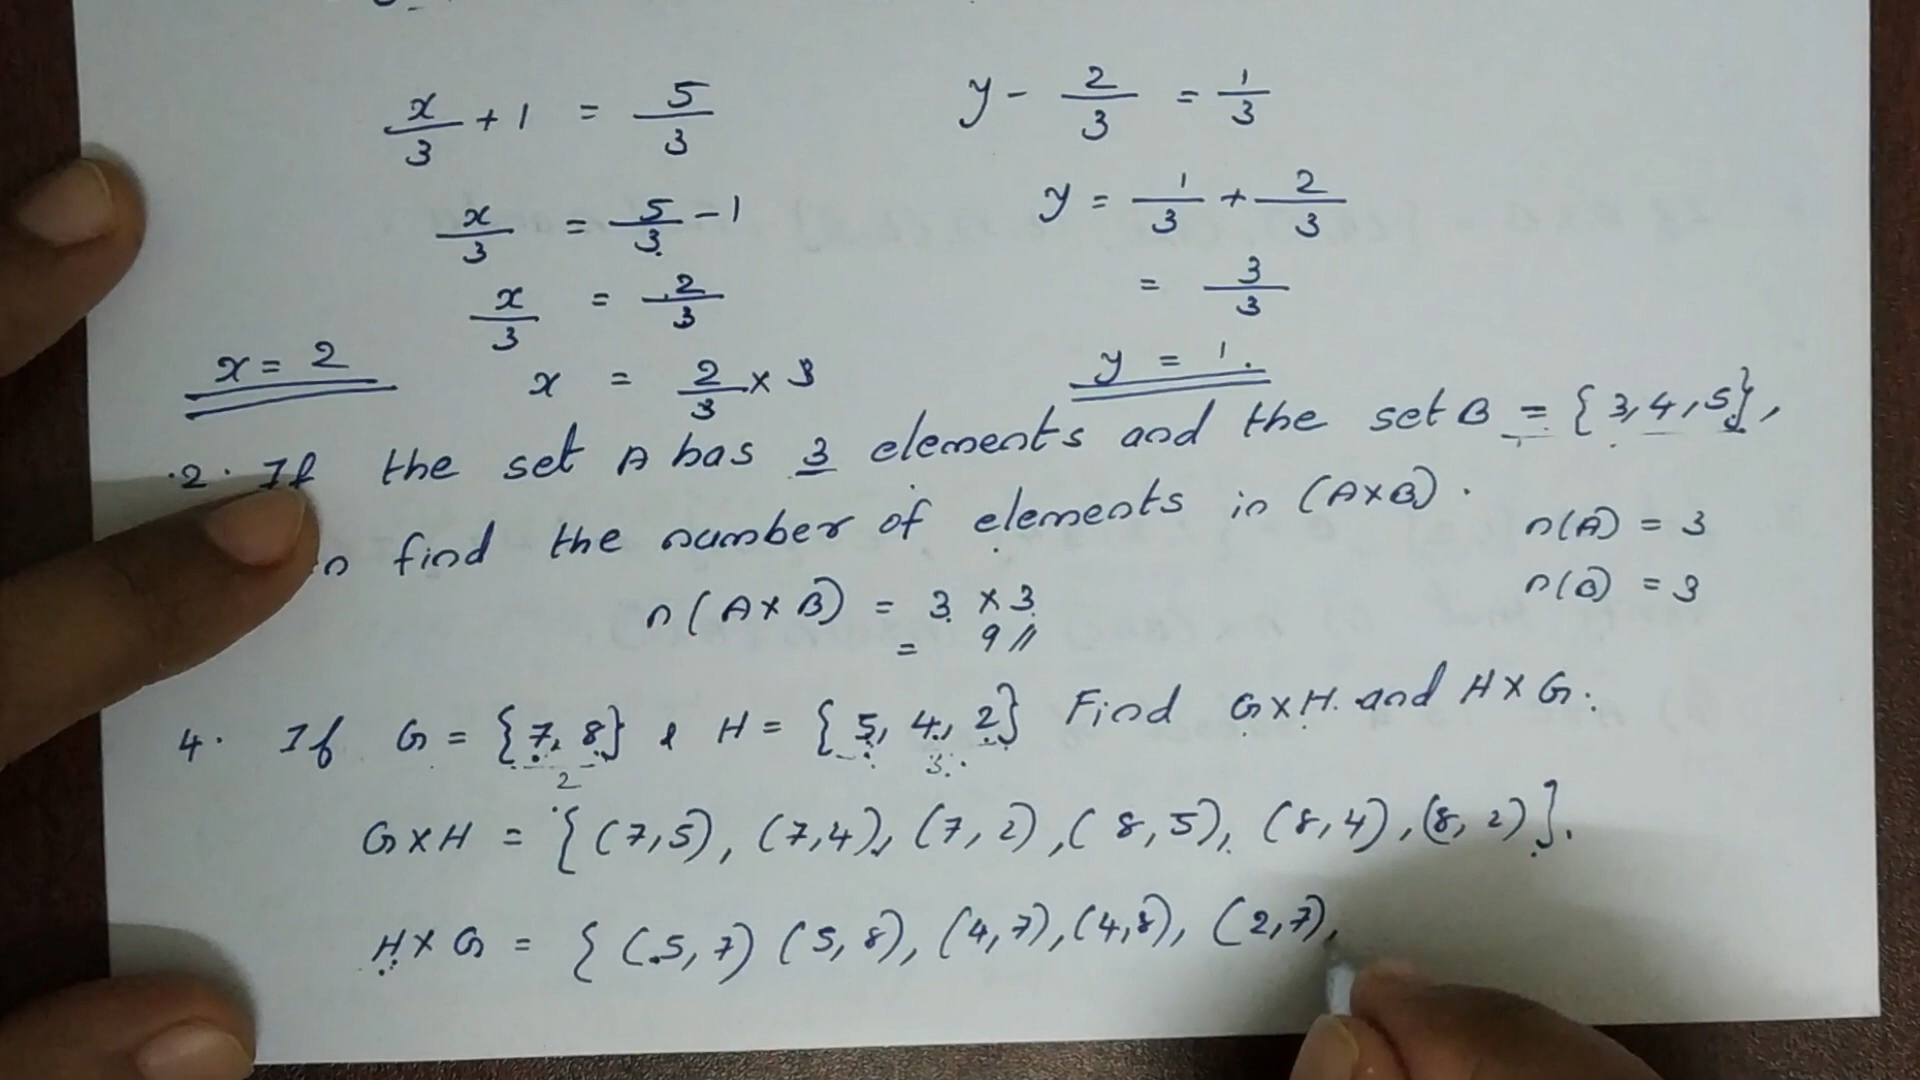 x/3 + 1 = 5/3
x/3 = 5/3 - 1
x/3 = 2/3
x = 2/3 × 3
x = 2
y - 2/3 = 1/3
y = 1/3 + 2/3
= 3/3
y = 1.
2. If the set A has 3 elements and the set B = {3,4,5},
find the number of elements in (A×B).
n(A) = 3
n(B) = 3
n(A×B) = 3 × 3
= 9 //
4. If G = {7,8} & H = {5,4,2} Find G×H and H×G.
2 3
G×H = {(7,5), (7,4), (7,2), (8,5), (8,4), (8,2)}.
H×G = {(5,7) (5,8), (4,7), (4,8), (2,7),